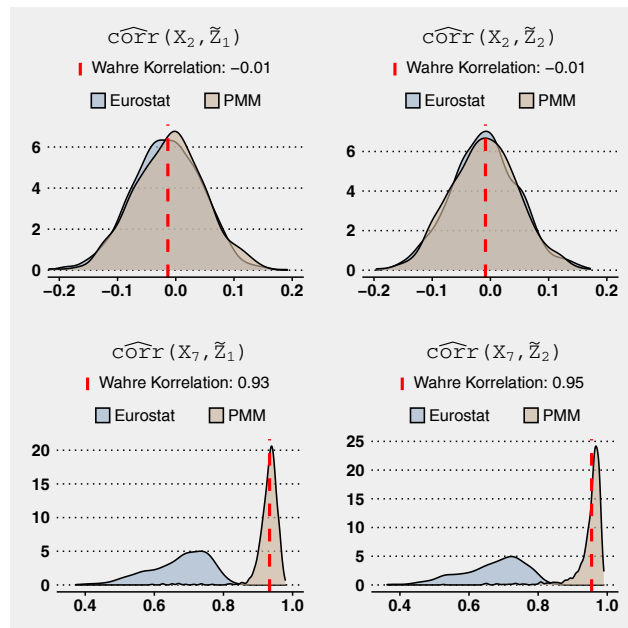 c͡orr(X₂, Z̃₁)
Wahre Korrelation: −0.01
Eurostat PMM
6
4
2
0
−0.2 −0.1 0.0 0.1 0.2
c͡orr(X₂, Z̃₂)
Wahre Korrelation: −0.01
Eurostat PMM
6
4
2
0
−0.2 −0.1 0.0 0.1 0.2
c͡orr(X₇, Z̃₁)
Wahre Korrelation: 0.93
Eurostat PMM
20
15
10
5
0
0.4 0.6 0.8 1.0
c͡orr(X₇, Z̃₂)
Wahre Korrelation: 0.95
Eurostat PMM
25
20
15
10
5
0
0.4 0.6 0.8 1.0